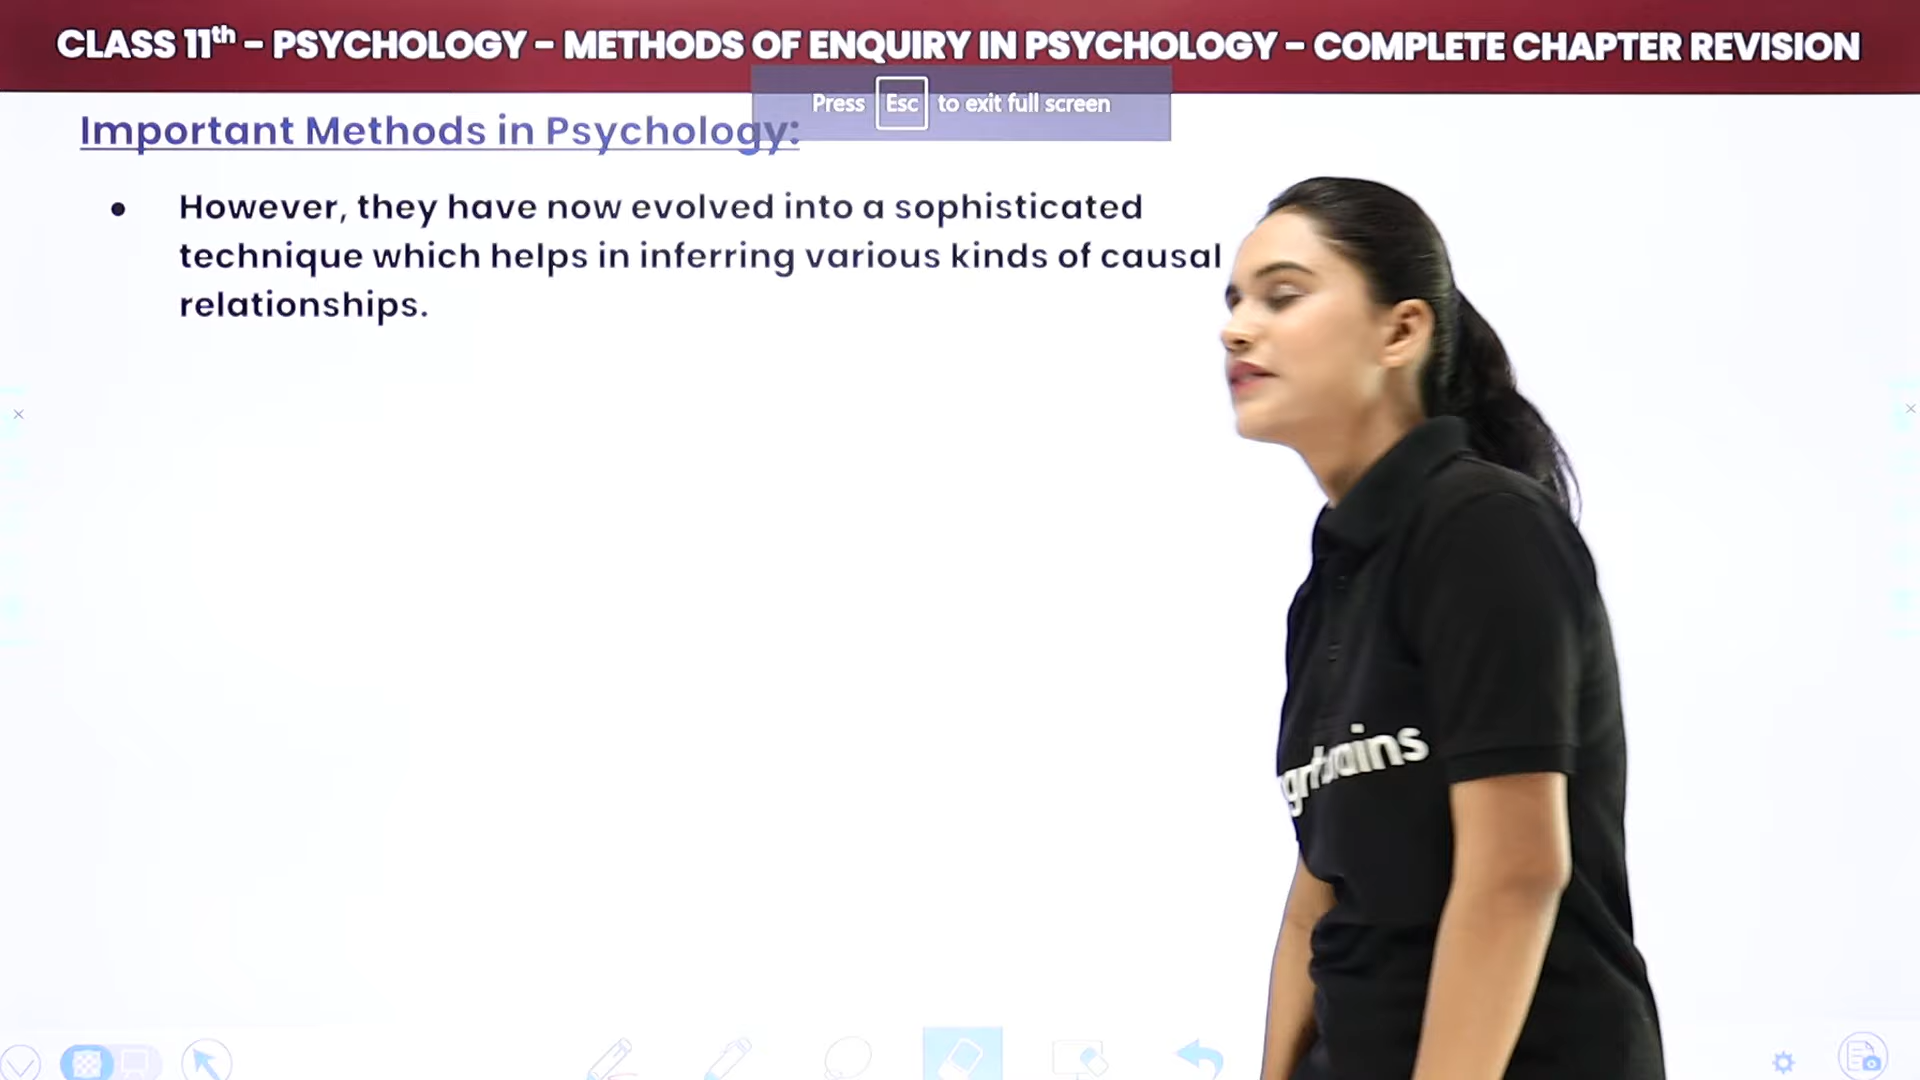 CLASS 11th – PSYCHOLOGY – METHODS OF ENQUIRY IN PSYCHOLOGY – COMPLETE CHAPTER REVISION
Press Esc to exit full screen
Important Methods in Psychology:
• However, they have now evolved into a sophisticated
technique which helps in inferring various kinds of causal
relationships.